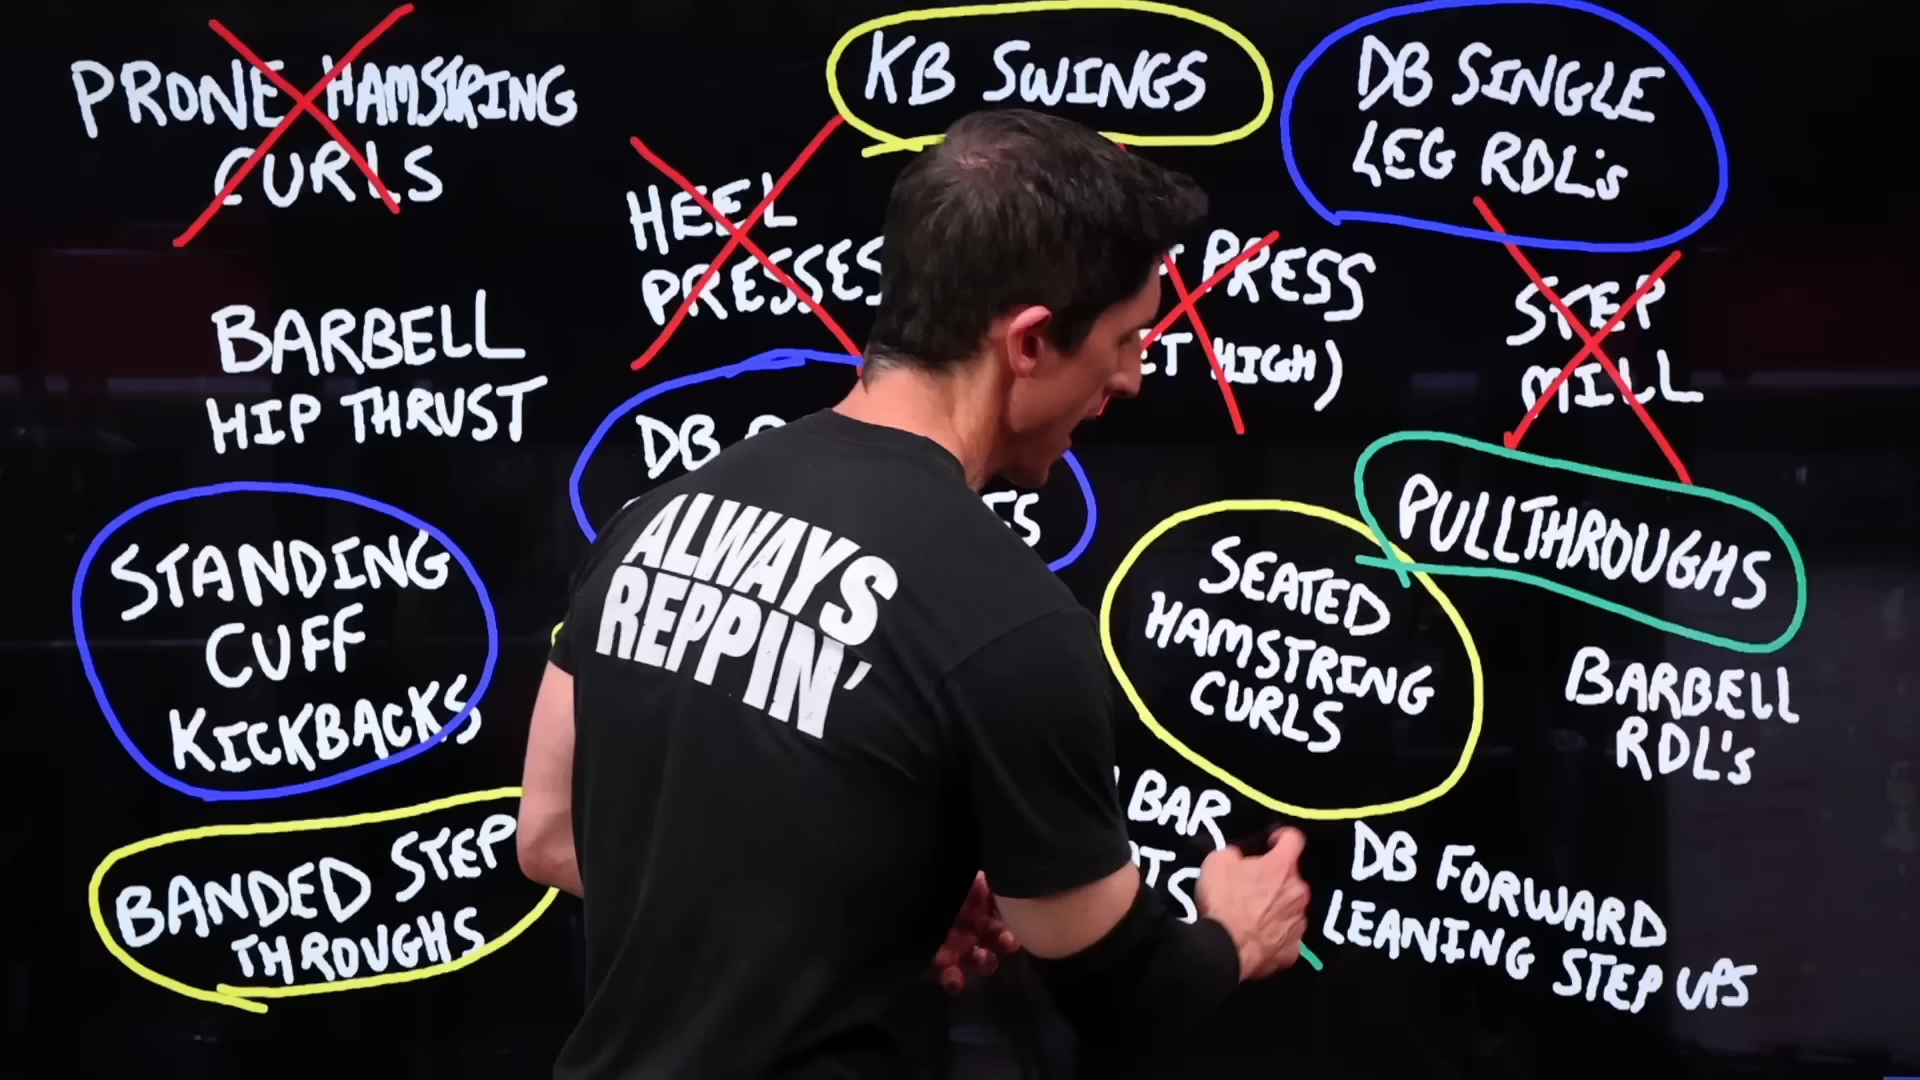 PRONE HAMSTRING
CURLS
KB SWINGS
DB SINGLE
LEG RDL's
HEEL
PRESSES
PRESS
HIGH)
STEP
MILL
BARBELL
HIP THRUST
DB
PULLTHROUGHS
STANDING
CUFF
KICKBACKS
SEATED
HAMSTRING
CURLS
BARBELL
RDL's
ALWAYS
REPPIN'
BANDED STEP
THROUGHS
BAR
DB FORWARD
LEANING STEP UPS